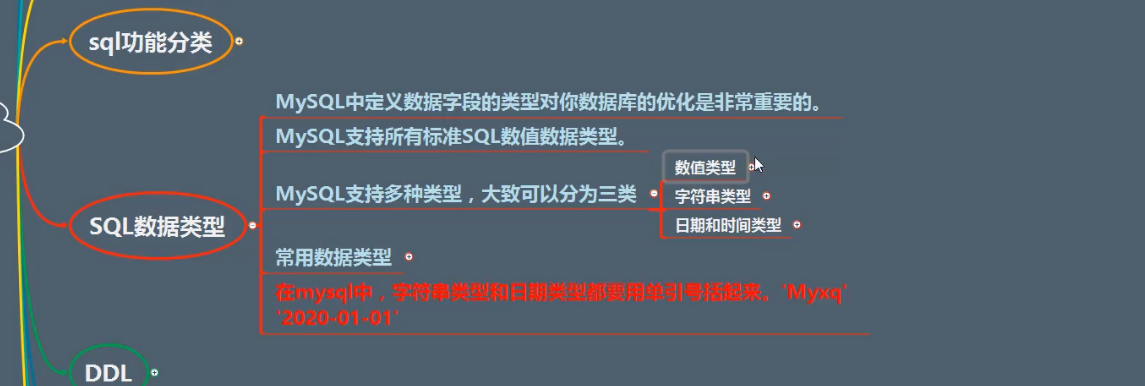 sql功能分类
MySQL中定义数据字段的类型对你数据库的优化是非常重要的。
MySQL支持所有标准SQL数值数据类型。
数值类型
MySQL支持多种类型，大致可以分为三类
字符串类型
SQL数据类型
日期和时间类型
常用数据类型
在mysql中，字符串类型和日期类型都要用单引号括起来。'Myxq'
'2020-01-01'
DDL